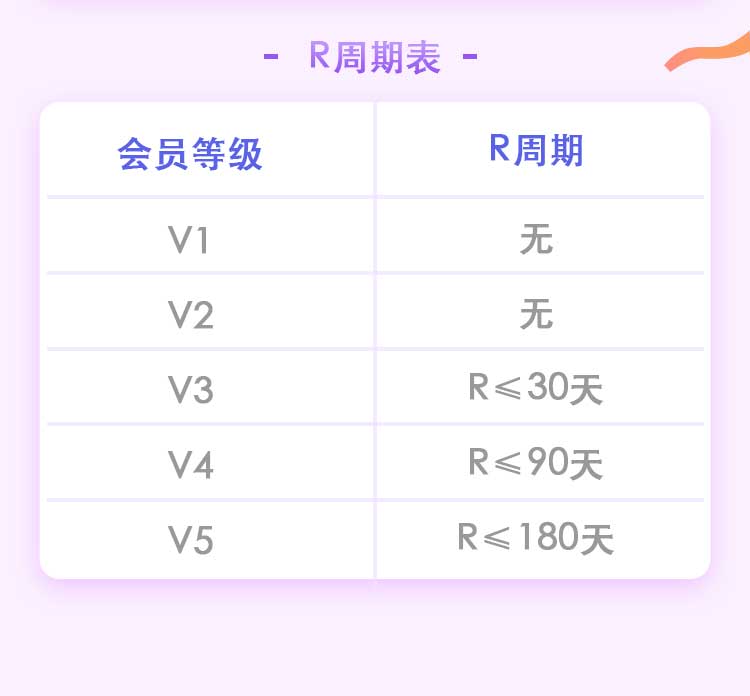 - R周期表 -
会员等级 R周期
V1 无
V2 无
V3 R⩽30天
V4 R⩽90天
V5 R⩽180天